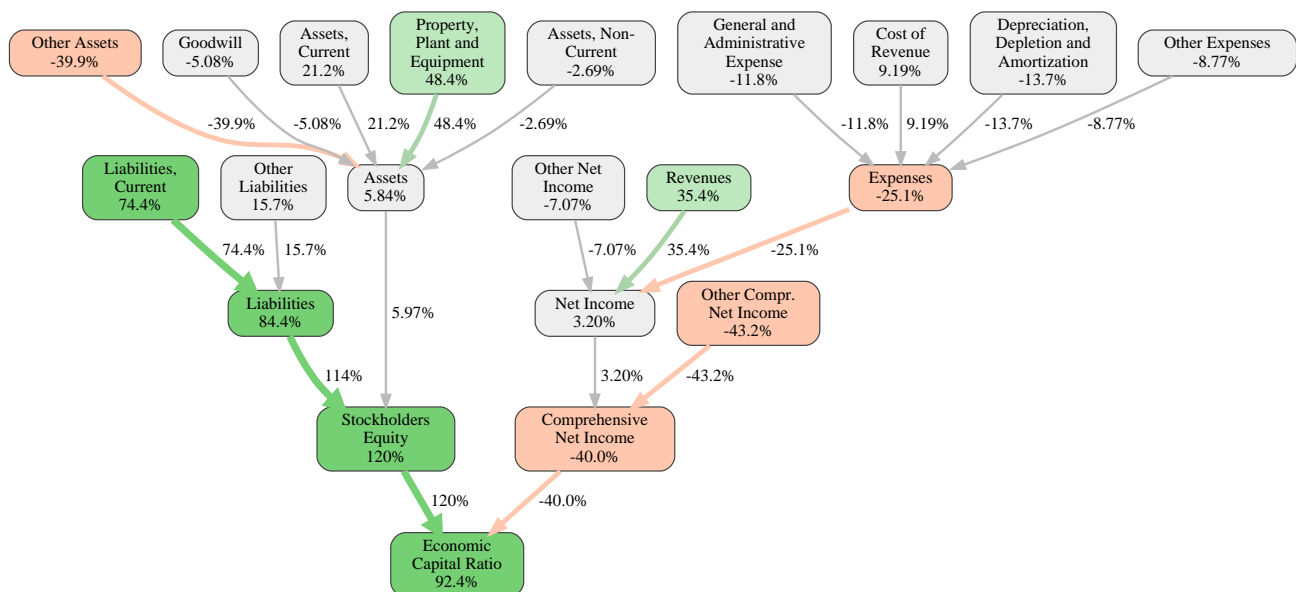 Other Assets
-39.9%
Goodwill
-5.08%
Assets,
Current
21.2%
Property,
Plant and
Equipment
48.4%
Assets, Non-
Current
-2.69%
General and
Administrative
Expense
-11.8%
Cost of
Revenue
9.19%
Depreciation,
Depletion and
Amortization
-13.7%
Other Expenses
-8.77%
-39.9%
-5.08%
21.2%
48.4%
-2.69%
-11.8%
9.19%
-13.7%
-8.77%
Liabilities,
Current
74.4%
Other
Liabilities
15.7%
Assets
5.84%
Other Net
Income
-7.07%
Revenues
35.4%
Expenses
-25.1%
74.4%
15.7%
-7.07%
35.4%
-25.1%
Liabilities
84.4%
5.97%
Net Income
3.20%
Other Compr.
Net Income
-43.2%
114%
3.20%
-43.2%
Stockholders
Equity
120%
Comprehensive
Net Income
-40.0%
120%
-40.0%
Economic
Capital Ratio
92.4%